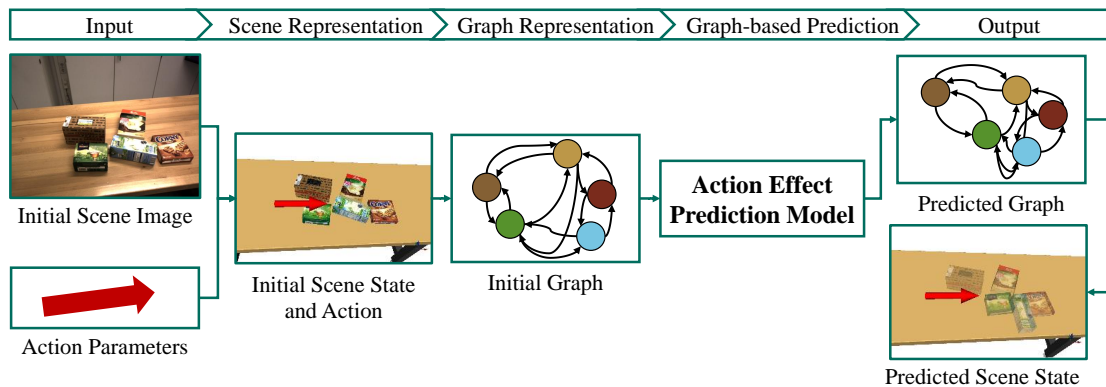 Input
Scene Representation
Graph Representation
Graph-based Prediction
Output
Initial Scene Image
Action Parameters
Initial Scene State
and Action
Initial Graph
Action Effect
Prediction Model
Predicted Graph
Predicted Scene State